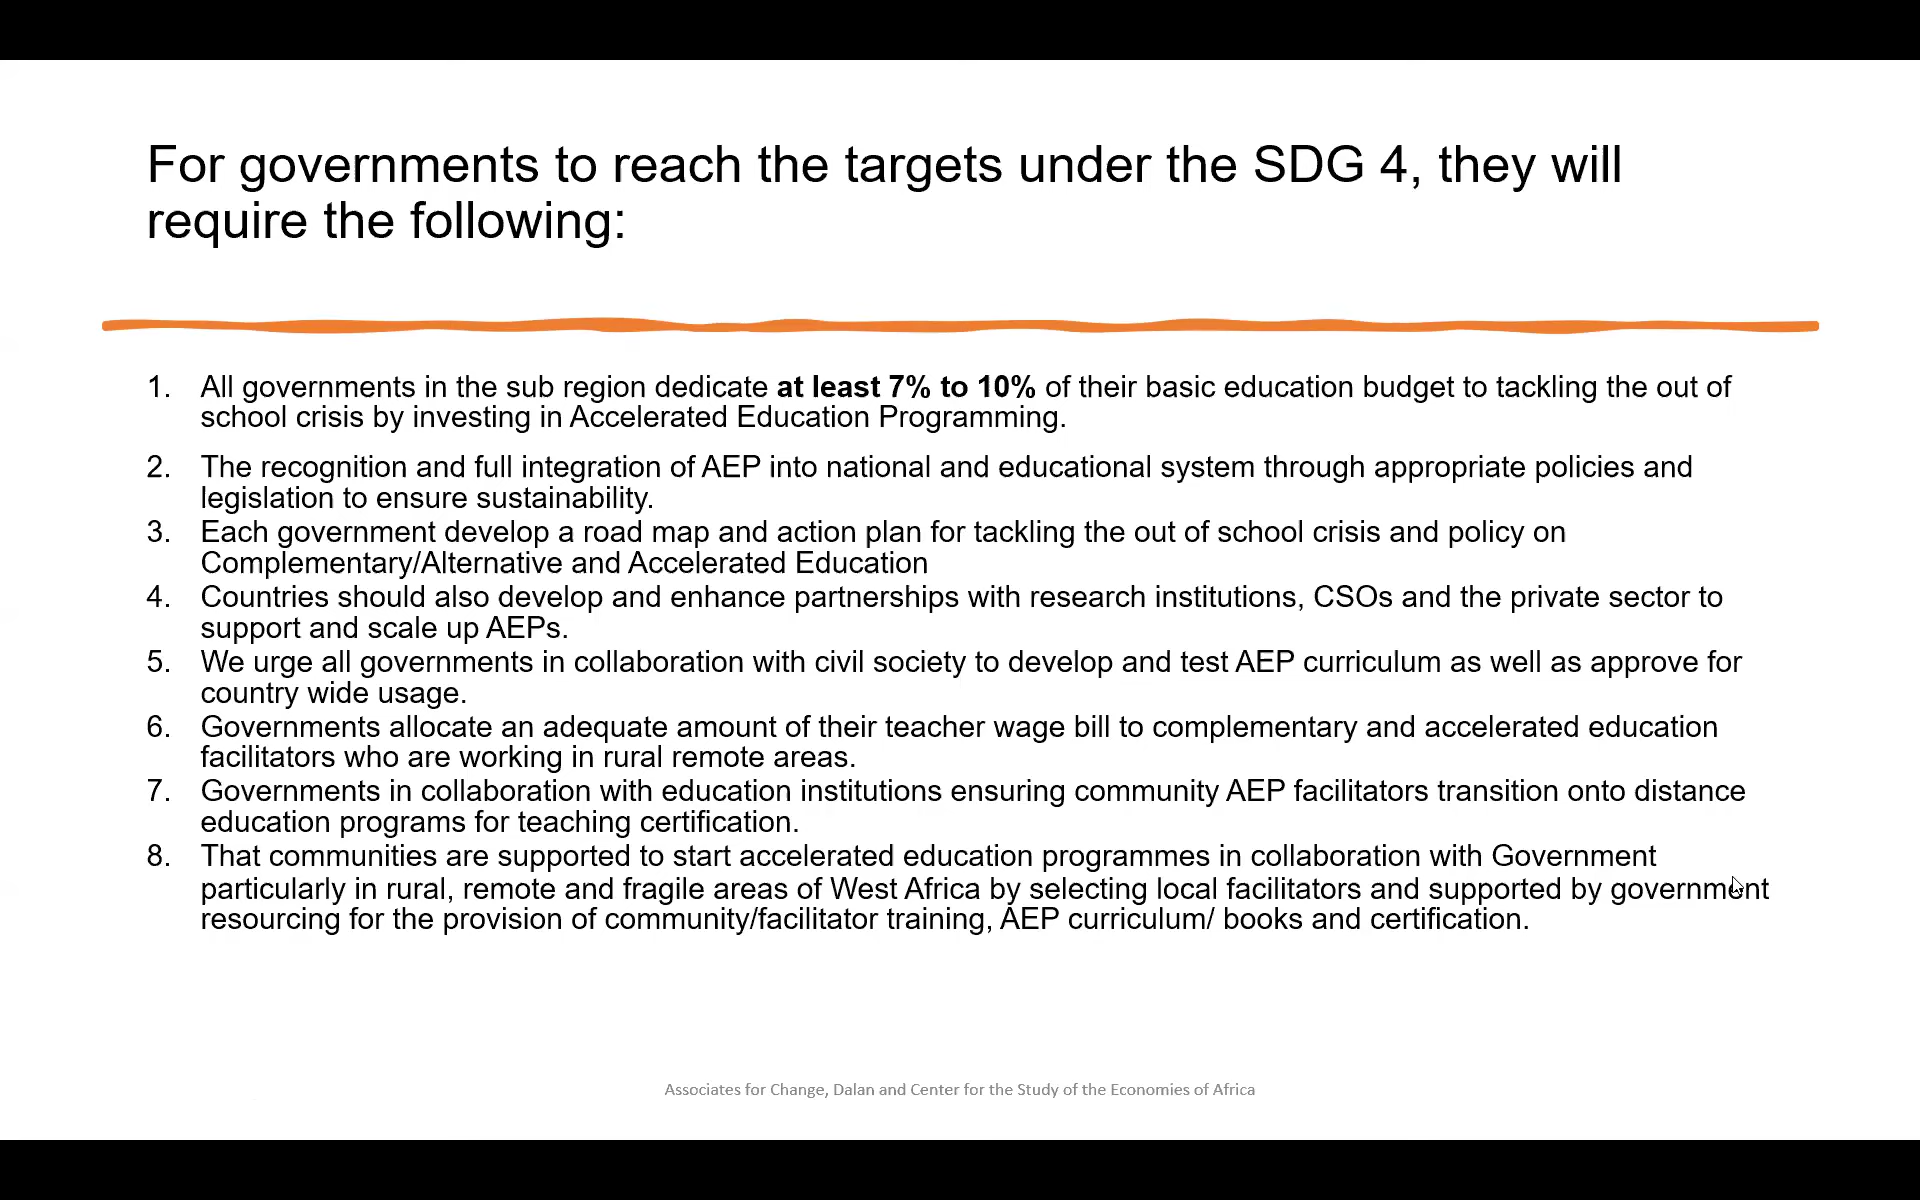 For governments to reach the targets under the SDG 4, they will
require the following:
1. All governments in the sub region dedicate at least 7% to 10% of their basic education budget to tackling the out of
school crisis by investing in Accelerated Education Programming.
2. The recognition and full integration of AEP into national and educational system through appropriate policies and
legislation to ensure sustainability.
3. Each government develop a road map and action plan for tackling the out of school crisis and policy on
Complementary/Alternative and Accelerated Education
4. Countries should also develop and enhance partnerships with research institutions, CSOs and the private sector to
support and scale up AEPs.
5. We urge all governments in collaboration with civil society to develop and test AEP curriculum as well as approve for
country wide usage.
6. Governments allocate an adequate amount of their teacher wage bill to complementary and accelerated education
facilitators who are working in rural remote areas.
7. Governments in collaboration with education institutions ensuring community AEP facilitators transition onto distance
education programs for teaching certification.
8. That communities are supported to start accelerated education programmes in collaboration with Government
particularly in rural, remote and fragile areas of West Africa by selecting local facilitators and supported by government
resourcing for the provision of community/facilitator training, AEP curriculum/ books and certification.
Associates for Change, Dalan and Center for the Study of the Economies of Africa